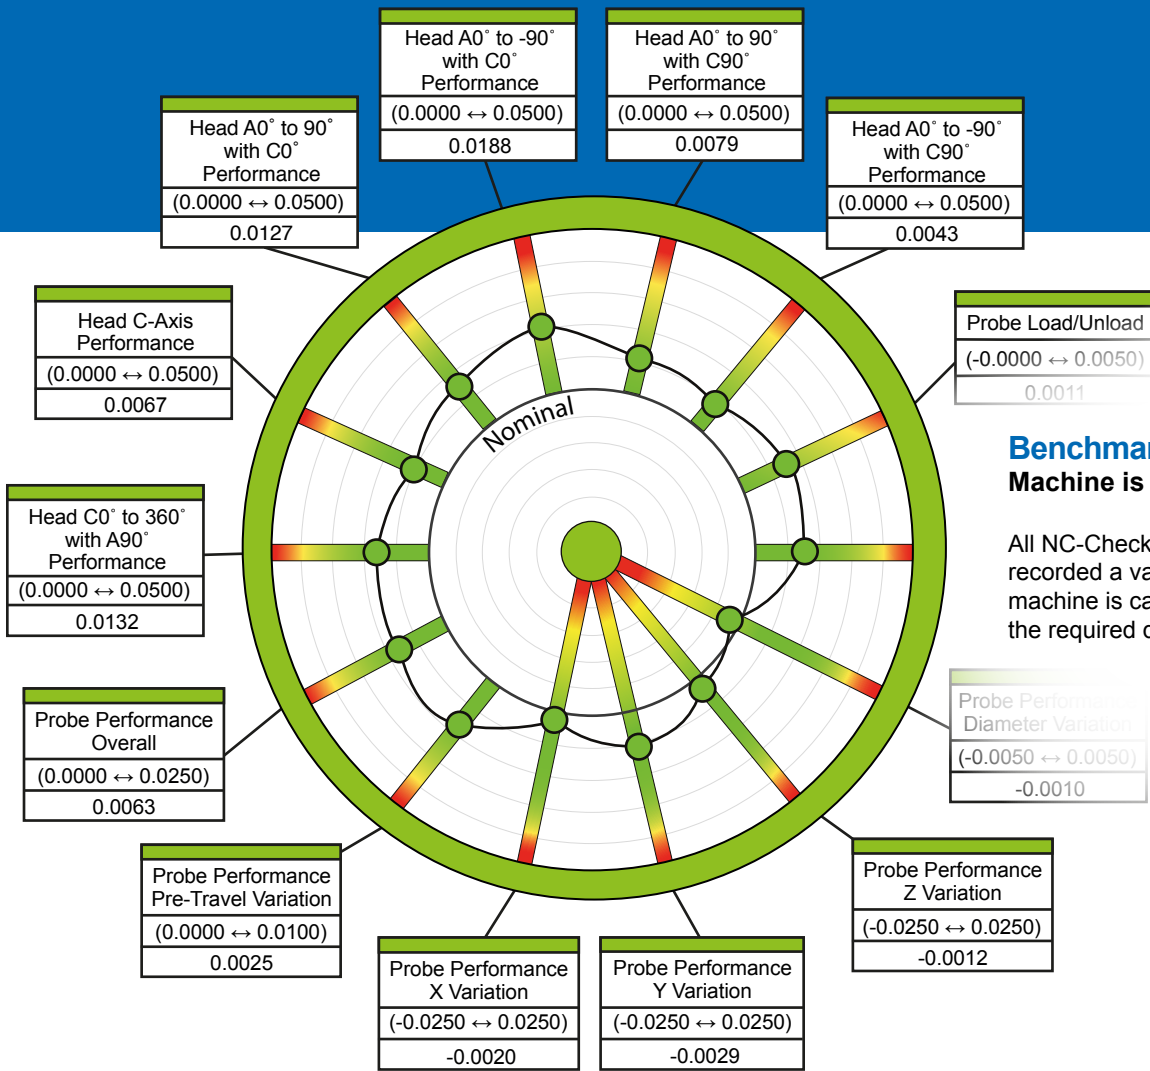 Head A0˚ to -90˚
with C0˚
Performance
(0.0000 ↔ 0.0500)
0.0188
Head A0˚ to 90˚
with C90˚
Performance
(0.0000 ↔ 0.0500)
0.0079
Head A0˚ to 90˚
with C0˚
Performance
(0.0000 ↔ 0.0500)
0.0127
Head A0˚ to -90˚
with C90˚
Performance
(0.0000 ↔ 0.0500)
0.0043
Head C-Axis
Performance
(0.0000 ↔ 0.0500)
0.0067
Probe Load/Unload
(-0.0000 ↔ 0.0050)
0.0011
Nominal
Benchmar
Machine is
All NC-Check
recorded a va
machine is ca
the required c
Head C0˚ to 360˚
with A90˚
Performance
(0.0000 ↔ 0.0500)
0.0132
Probe Performance
Overall
(0.0000 ↔ 0.0250)
0.0063
Probe Performance
Diameter Variation
(-0.0050 ↔ 0.0050)
-0.0010
Probe Performance
Pre-Travel Variation
(0.0000 ↔ 0.0100)
0.0025
Probe Performance
X Variation
(-0.0250 ↔ 0.0250)
-0.0020
Probe Performance
Y Variation
(-0.0250 ↔ 0.0250)
-0.0029
Probe Performance
Z Variation
(-0.0250 ↔ 0.0250)
-0.0012